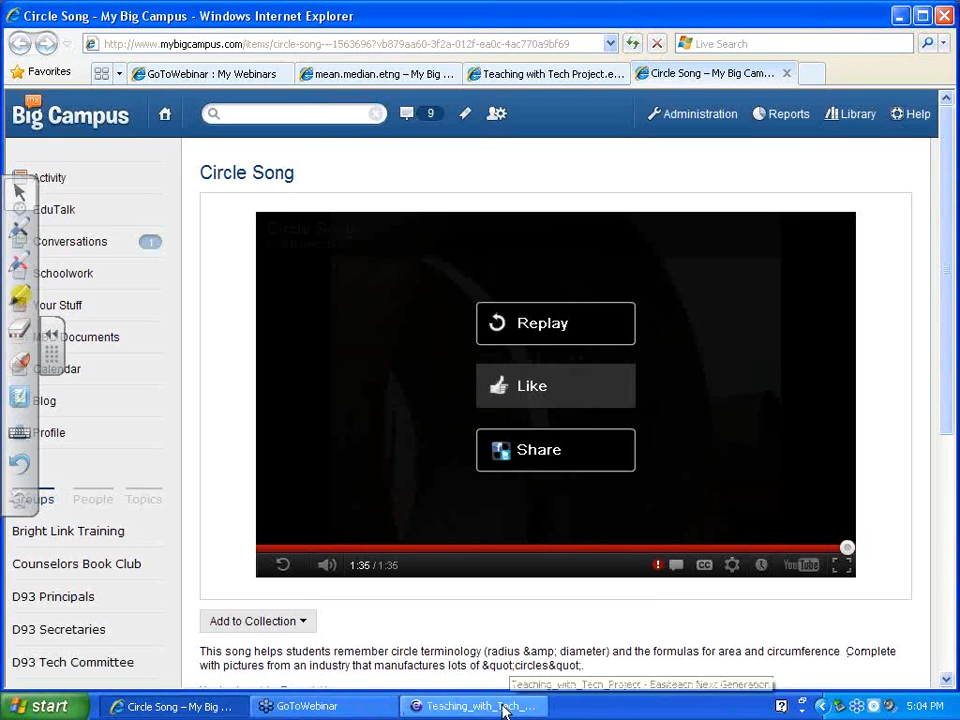 Circle Song - My Big Campus - Windows Internet Explorer
http://www.mybigcampus.com/items/circle-song---1563696?vb879aa60-3f2a-012f-ea0c-4ac770a9bf69
Live Search
Favorites
GoToWebinar : My Webinars
mean.median.etng – My Big ...
Teaching with Tech Project.e...
Circle Song – My Big Cam...
my
Big Campus
9
Administration
Reports
Library
Help
Activity
EduTalk
Conversations
1
Schoolwork
Your Stuff
Documents
Calendar
Blog
Profile
Groups
People
Topics
Bright Link Training
Counselors Book Club
D93 Principals
D93 Secretaries
D93 Tech Committee
Circle Song
Replay
Like
Share
1:35 / 1:35
CC
YouTube
Add to Collection
This song helps students remember circle terminology (radius &amp; diameter) and the formulas for area and circumference. Complete
with pictures from an industry that manufactures lots of &quot;circles&quot;.
Teaching_with_Tech_Project - Easiteach Next Generation
start
Circle Song – My Big ...
GoToWebinar
Teaching_with_Tech_...
5:04 PM